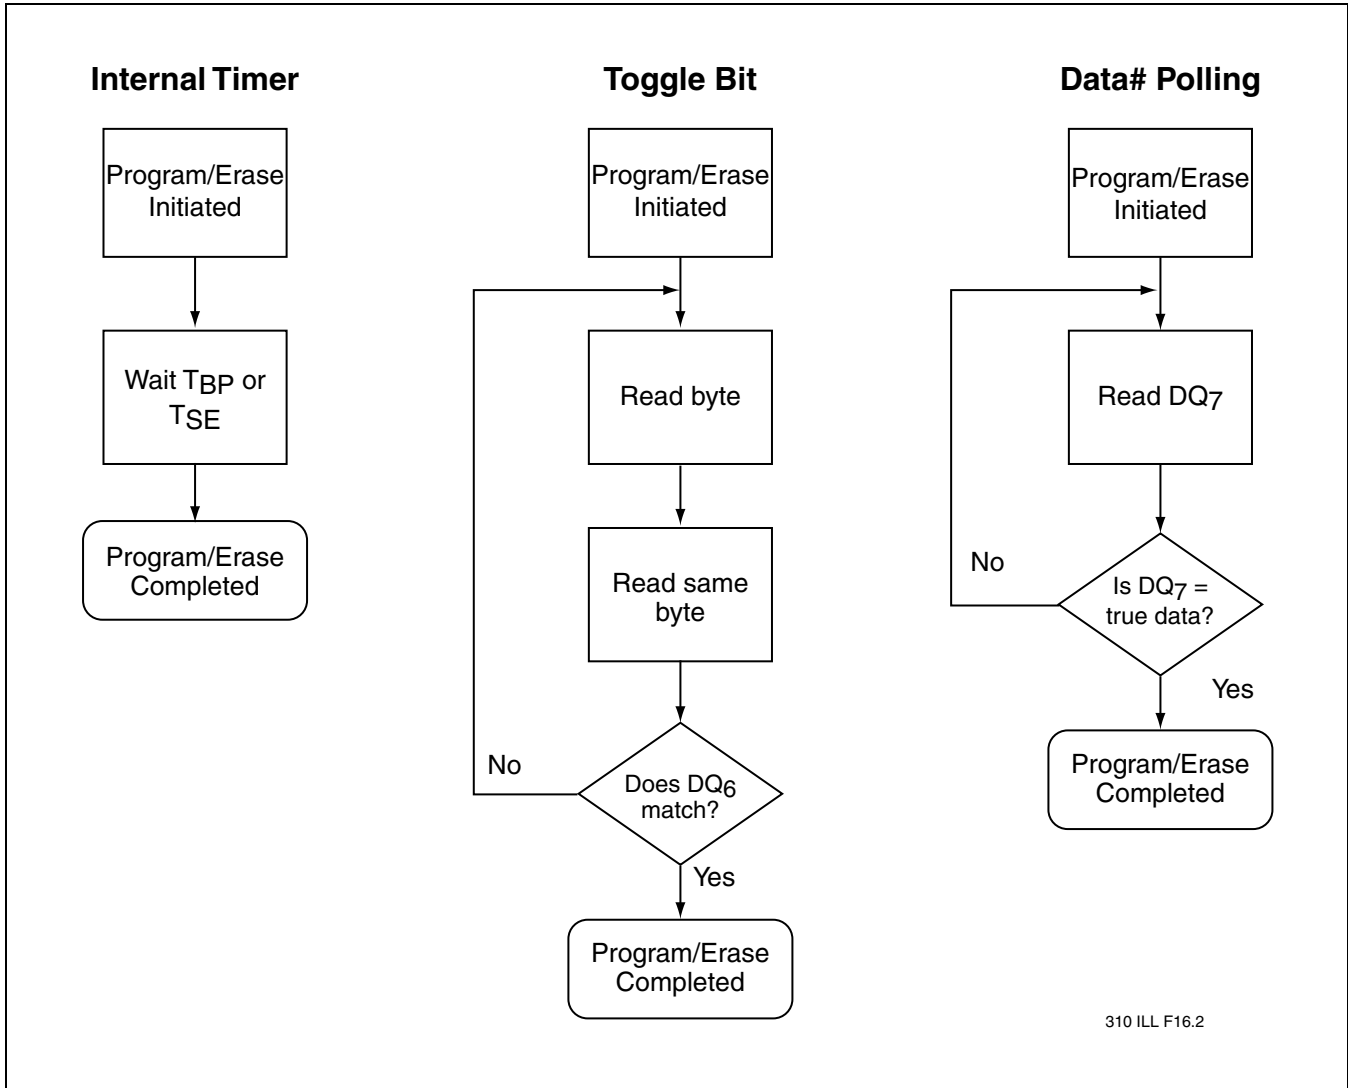 Internal Timer
Program/Erase
Initiated
Wait TBP or
TSE
Program/Erase
Completed
Toggle Bit
Program/Erase
Initiated
Read byte
Read same
byte
Does DQ6
match?
No
Yes
Program/Erase
Completed
Data# Polling
Program/Erase
Initiated
Read DQ7
Is DQ7 =
true data?
No
Yes
Program/Erase
Completed
310 ILL F16.2